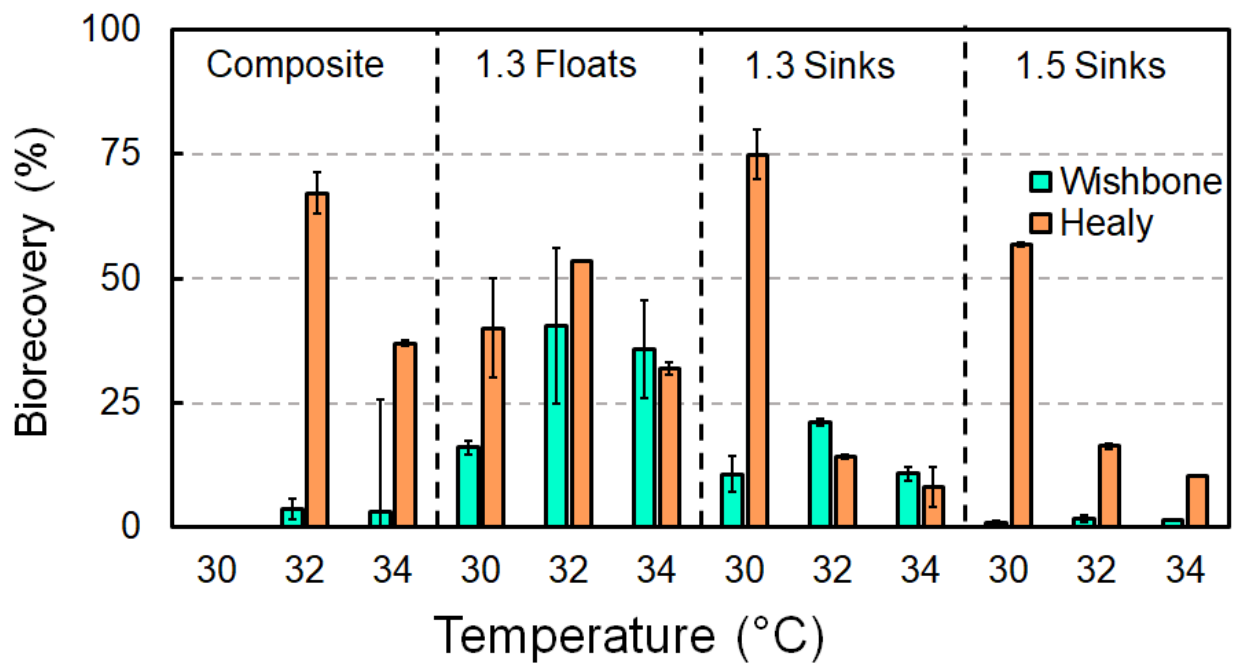 100
Composite 1.3 Floats 1.3 Sinks 1.5 Sinks
75
Wishbone
Healy
50
25
0
30 32 34 30 32 34 30 32 34 30 32 34
Temperature (°C)
Biorecovery (%)